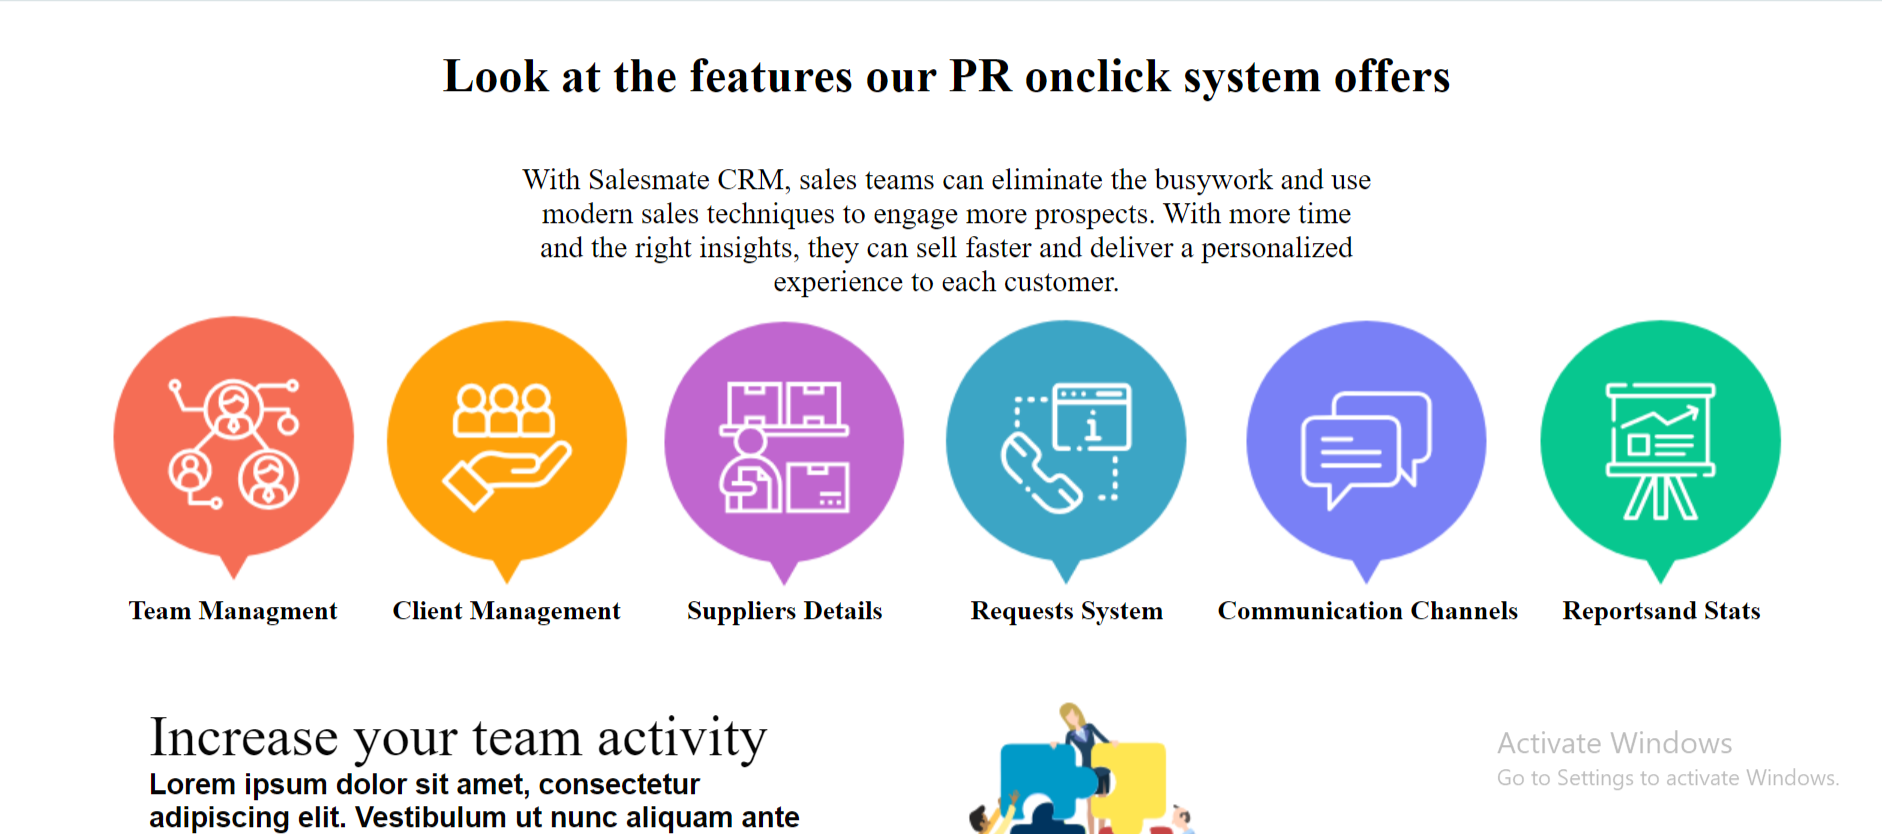 Look at the features our PR onclick system offers
With Salesmate CRM, sales teams can eliminate the busywork and use
modern sales techniques to engage more prospects. With more time
and the right insights, they can sell faster and deliver a personalized
experience to each customer.
i
Team Managment
Client Management
Suppliers Details
Requests System
Communication Channels
Reportsand Stats
Increase your team activity
Lorem ipsum dolor sit amet, consectetur
adipiscing elit. Vestibulum ut nunc aliquam ante
Activate Windows
Go to Settings to activate Windows.